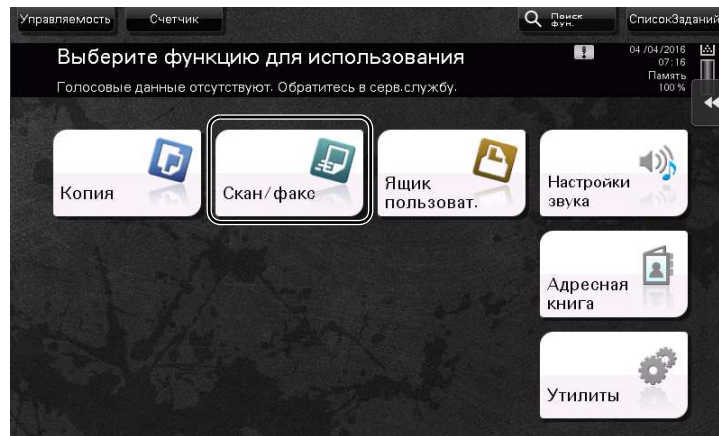 Управляемость
Счетчик
Поиск
фун.
СписокЗаданий
Выберите функцию для использования
04/04/2016
07:16
Память
100 %
Голосовые данные отсутствуют. Обратитесь в серв.службу.
Копия
Скан/факс
Ящик
пользоват.
Настройки
звука
Адресная
книга
Утилиты